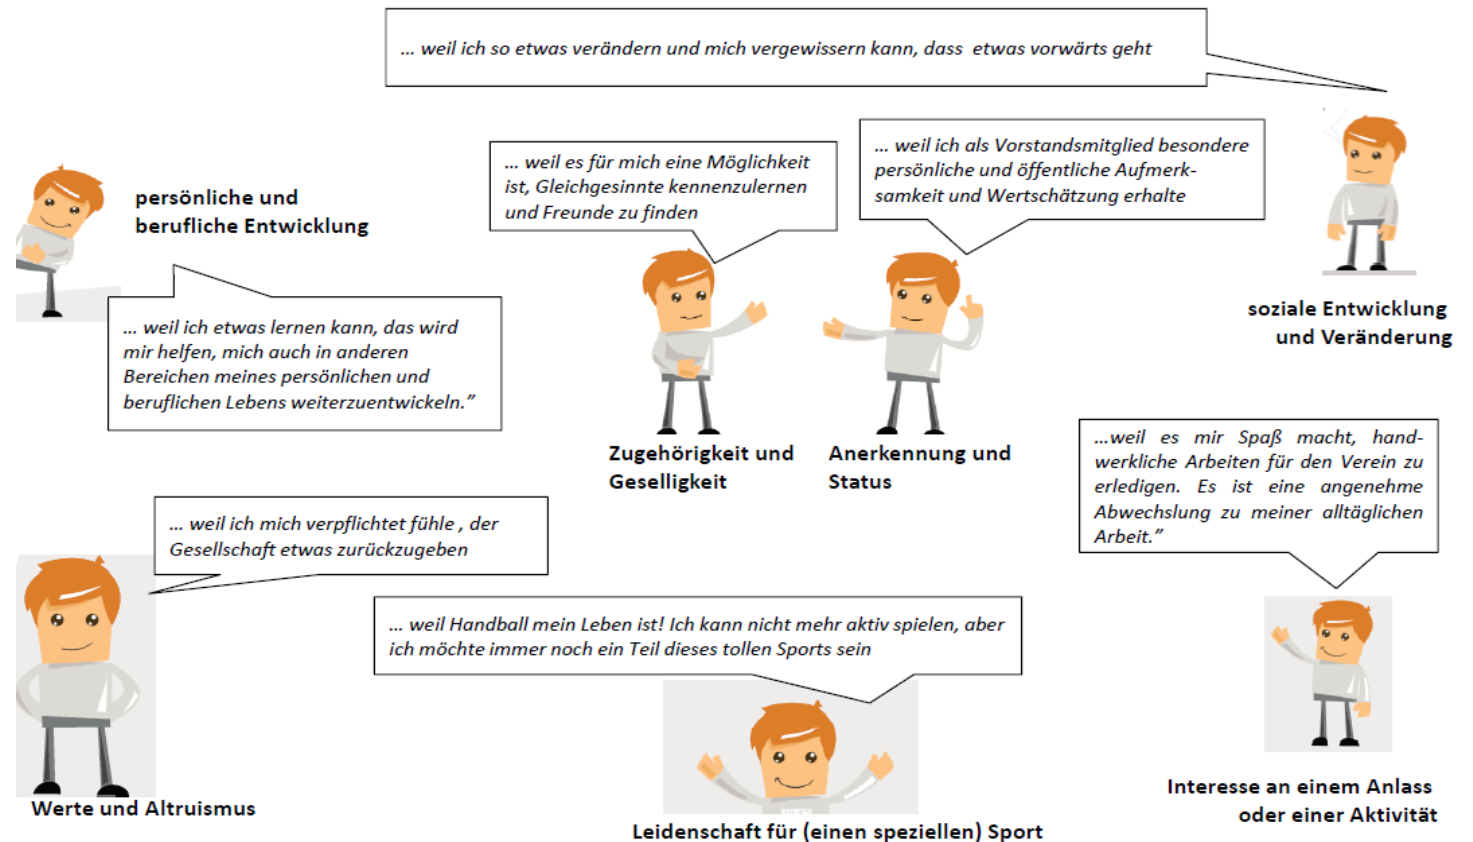 ... weil ich so etwas verändern und mich vergewissern kann, dass  etwas vorwärts geht
persönliche und
berufliche Entwicklung
... weil ich etwas lernen kann, das wird
mir helfen, mich auch in anderen
Bereichen meines persönlichen und
beruflichen Lebens weiterzuentwickeln.”
... weil es für mich eine Möglichkeit
ist, Gleichgesinnte kennenzulernen
und Freunde zu finden
Zugehörigkeit und
Geselligkeit
... weil ich als Vorstandsmitglied besondere
persönliche und öffentliche Aufmerk-
samkeit und Wertschätzung erhalte
Anerkennung und
Status
soziale Entwicklung
und Veränderung
... weil ich mich verpflichtet fühle , der
Gesellschaft etwas zurückzugeben
Werte und Altruismus
... weil Handball mein Leben ist! Ich kann nicht mehr aktiv spielen, aber
ich möchte immer noch ein Teil dieses tollen Sports sein
Leidenschaft für (einen speziellen) Sport
...weil es mir Spaß macht, hand-
werkliche Arbeiten für den Verein zu
erledigen. Es ist eine angenehme
Abwechslung zu meiner alltäglichen
Arbeit.”
Interesse an einem Anlass
oder einer Aktivität